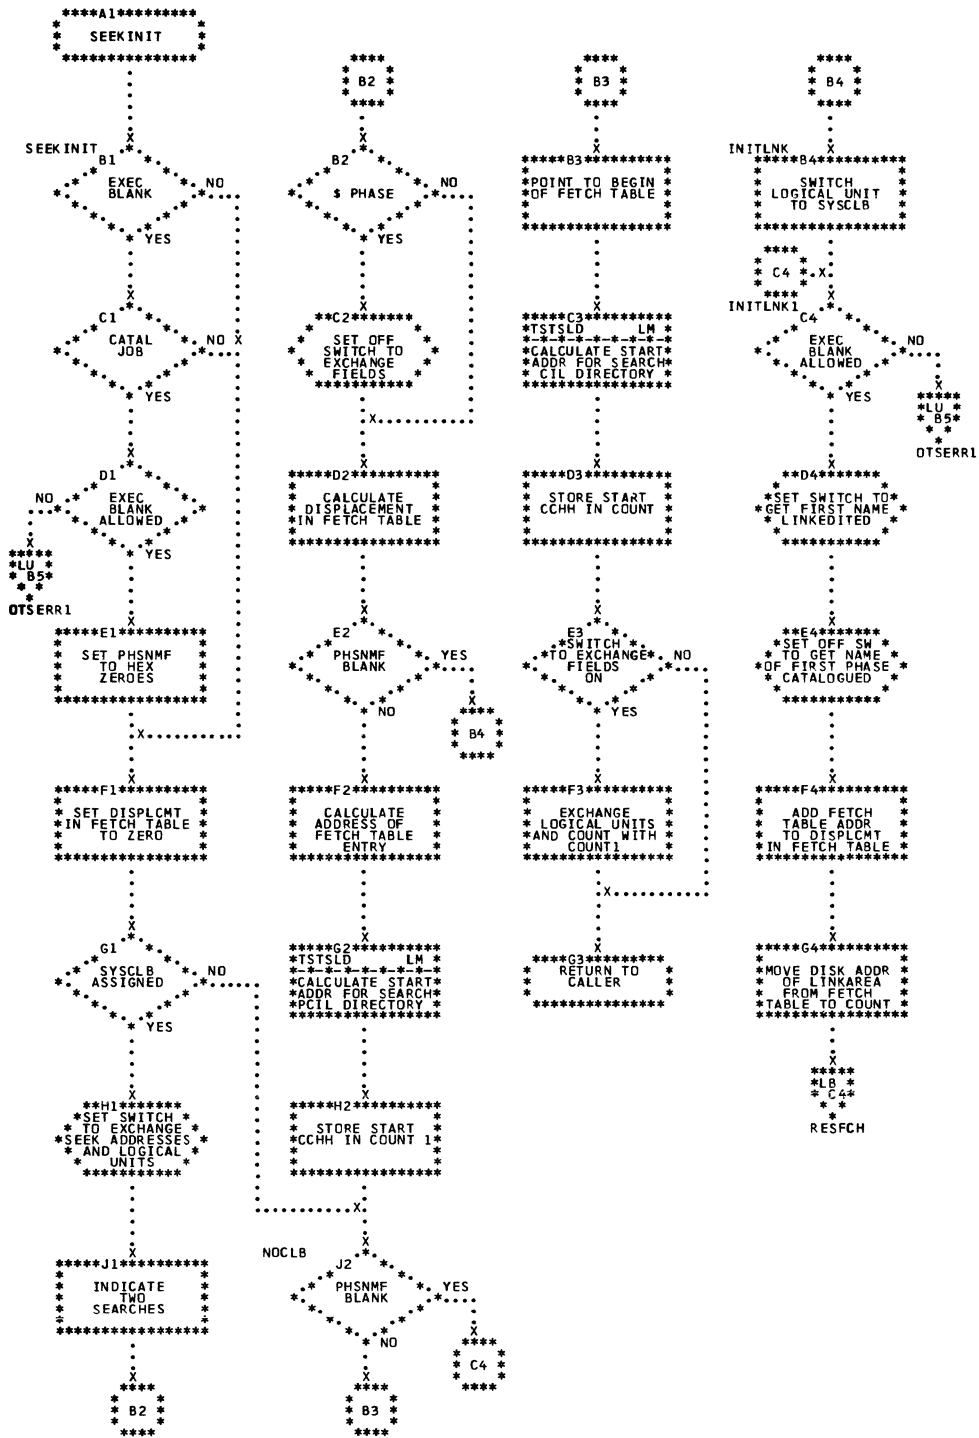 A1
SEEKINIT
SEEKINIT
B1
EXEC
BLANK
NO
YES
C1
CATAL
JOB
NO
YES
D1
EXEC
BLANK
ALLOWED
NO
YES
LU
B5
OTSERR1
E1
SET PHSNMF
TO HEX
ZEROES
F1
SET DISPLCMT
IN FETCH TABLE
TO ZERO
G1
SYSCLB
ASSIGNED
NO
YES
H1
SET SWITCH
TO EXCHANGE
SEEK ADDRESSES
AND LOGICAL
UNITS
J1
INDICATE
TWO
SEARCHES
B2
B2
B2
$ PHASE
NO
YES
C2
SET OFF
SWITCH TO
EXCHANGE
FIELDS
D2
CALCULATE
DISPLACEMENT
IN FETCH TABLE
E2
PHSNMF
BLANK
YES
NO
B4
F2
CALCULATE
ADDRESS OF
FETCH TABLE
ENTRY
G2
TSTSLD LM
CALCULATE START
ADDR FOR SEARCH
PCIL DIRECTORY
H2
STORE START
CCHH IN COUNT 1
NOCLB
J2
PHSNMF
BLANK
YES
NO
C4
B3
B3
B3
POINT TO BEGIN
OF FETCH TABLE
C3
TSTSLD LM
CALCULATE START
ADDR FOR SEARCH
CIL DIRECTORY
D3
STORE START
CCHH IN COUNT
E3
SWITCH
TO EXCHANGE
FIELDS
ON
NO
YES
F3
EXCHANGE
LOGICAL UNITS
AND COUNT WITH
COUNT1
G3
RETURN TO
CALLER
B4
INITLNK
B4
SWITCH
LOGICAL UNIT
TO SYSCLB
C4
INITLNK1
C4
EXEC
BLANK
ALLOWED
NO
YES
LU
B5
OTSERR1
D4
SET SWITCH TO
GET FIRST NAME
LINKEDITED
E4
SET OFF SW
TO GET NAME
OF FIRST PHASE
CATALOGUED
F4
ADD FETCH
TABLE ADDR
TO DISPLCMT
IN FETCH TABLE
G4
MOVE DISK ADDR
OF LINKAREA
FROM FETCH
TABLE TO COUNT
LB
C4
RESFCH